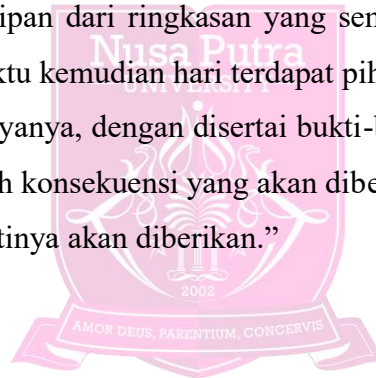 ipan dari ringkasan yang sem
Nusa Putra
ktu kemudian hari terdapat pih
UNIVERSITY
yanya, dengan disertai bukti-b
h konsekuensi yang akan dibe
tinya akan diberikan.”
2002
AMOR DEUS, PARENTIUM, CONCERVIS